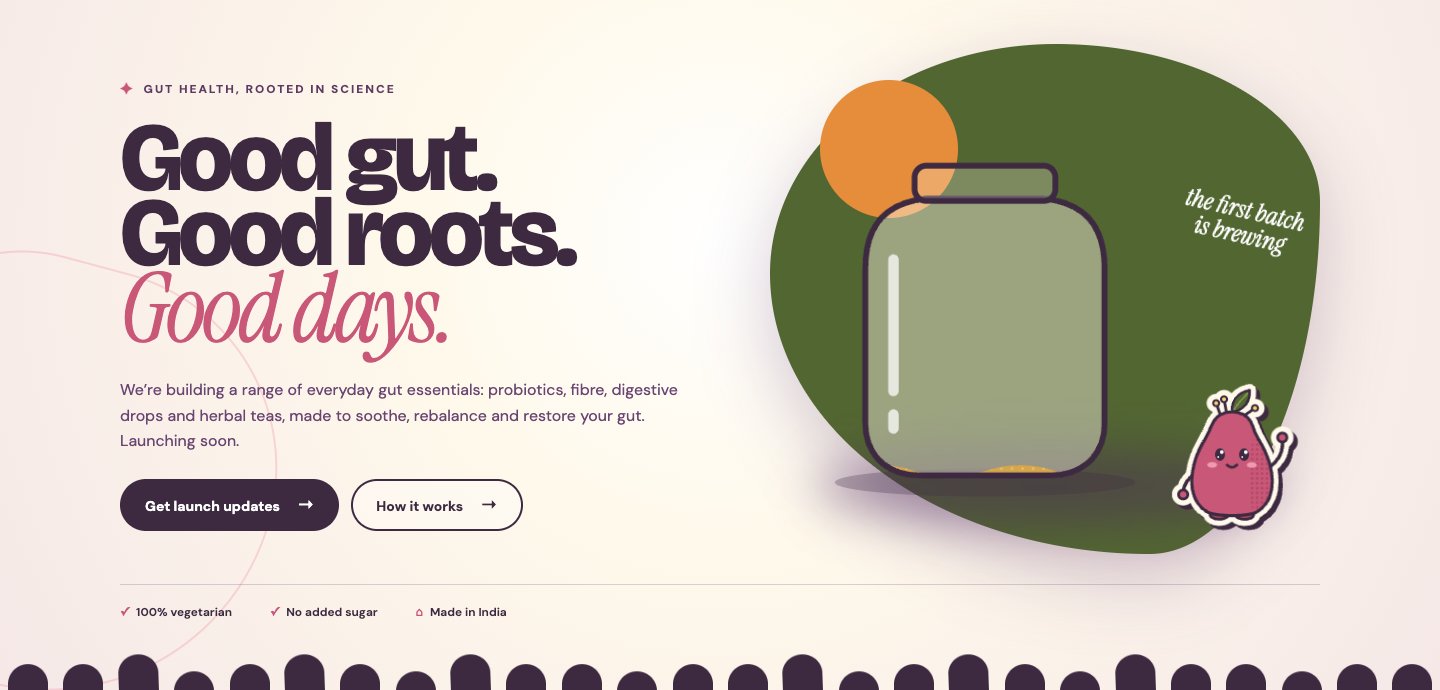 GUT HEALTH, ROOTED IN SCIENCE
Good gut.
Good roots.
Good days.
We’re building a range of everyday gut essentials: probiotics, fibre, digestive
drops and herbal teas, made to soothe, rebalance and restore your gut.
Launching soon.
Get launch updates →
How it works →
the first batch
is brewing
100% vegetarian
No added sugar
Made in India